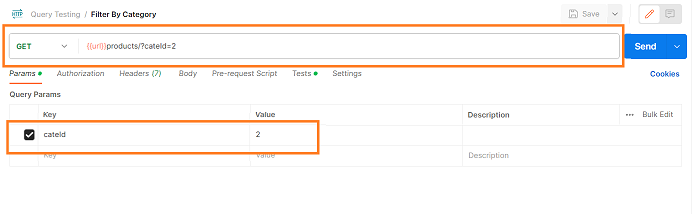 HTTP Query Testing / Filter By Category Save
GET {{url}}products/?cateId=2 Send
Params Authorization Headers (7) Body Pre-request Script Tests Settings Cookies
Query Params
Key Value Description ••• Bulk Edit
cateId 2
Key Value Description